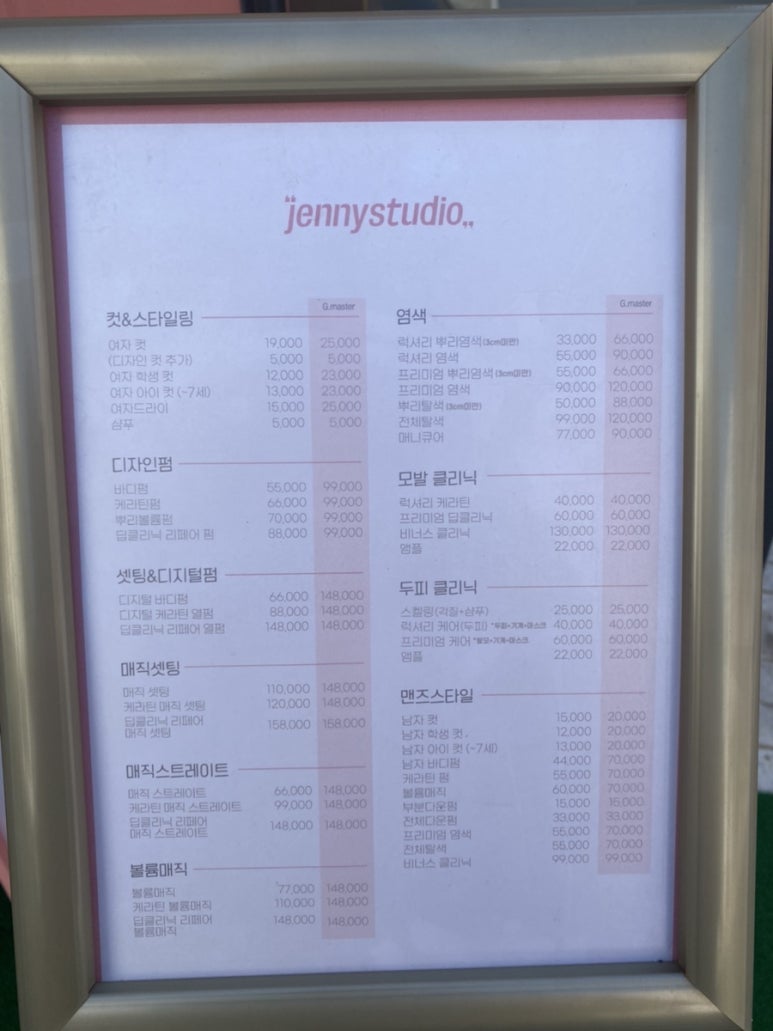 jennystudio
G.master
컷&스타일링
여자 컷 19,000 25,000
(디자인 컷 추가) 5,000 5,000
여자 학생 컷 12,000 23,000
여자 아이 컷 (~7세) 13,000 23,000
여자드라이 15,000 25,000
샴푸 5,000 5,000
디자인펌
바디펌 55,000 99,000
케라틴펌 66,000 99,000
뿌리볼륨펌 70,000 99,000
딥클리닉 리페어 펌 88,000 99,000
셋팅&디지털펌
디지털 바디펌 66,000 148,000
디지털 케라틴 열펌 88,000 148,000
딥클리닉 리페어 열펌 148,000 148,000
매직셋팅
매직 셋팅 110,000 148,000
케라틴 매직 셋팅 120,000 148,000
딥클리닉 리페어
매직 셋팅 158,000 158,000
매직스트레이트
매직 스트레이트 66,000 148,000
케라틴 매직 스트레이트 99,000 148,000
딥클리닉 리페어
매직 스트레이트 148,000 148,000
볼륨매직
볼륨매직 77,000 148,000
케라틴 볼륨매직 110,000 148,000
딥클리닉 리페어
볼륨매직 148,000 148,000
G.master
염색
럭셔리 뿌리염색(3cm미만) 33,000 66,000
럭셔리 염색 55,000 90,000
프리미엄 뿌리염색 (3cm미만) 55,000 66,000
프리미엄 염색 90,000 120,000
뿌리탈색(3cm미만) 50,000 88,000
전체탈색 99,000 120,000
매니큐어 77,000 90,000
모발 클리닉
럭셔리 케라틴 40,000 40,000
프리미엄 딥클리닉 60,000 60,000
비너스 클리닉 130,000 130,000
앰플 22,000 22,000
두피 클리닉
스켈링(각질+샴푸) 25,000 25,000
럭셔리 케어(두피) *두피+기계+마스크 40,000 40,000
프리미엄 케어 60,000 60,000
앰플 22,000 22,000
맨즈스타일
남자 컷 15,000 20,000
남자 학생 컷 12,000 20,000
남자 아이 컷 (~7세) 13,000 20,000
남자 바디펌 44,000 70,000
케라틴 펌 55,000 70,000
볼륨매직 60,000 70,000
부분다운펌 15,000 15,000
전체다운펌 33,000 33,000
프리미엄 염색 55,000 70,000
전체탈색 55,000 70,000
비너스 클리닉 99,000 99,000